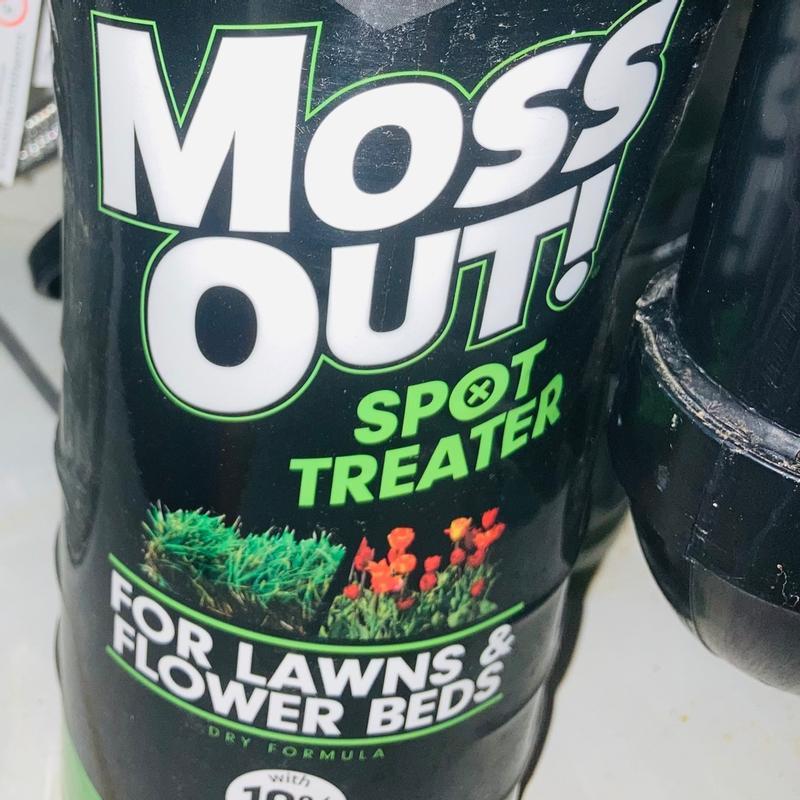 MOSS
OUT!
SPOT
TREATER
FOR LAWNS &
FLOWER BEDS
DRY FORMULA
with